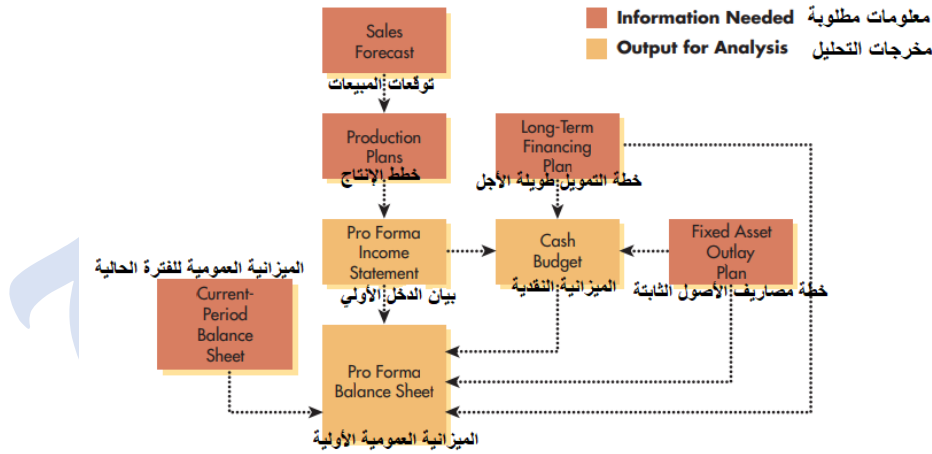 Information Needed معلومات مطلوبة
Output for Analysis مخرجات التحليل
Sales
Forecast
توقعات المبيعات
Production
Plans
خطط الإنتاج
Long-Term
Financing
Plan
خطة التمويل طويلة الأجل
Pro Forma
Income
Statement
بيان الدخل الأولي
Cash
Budget
الميزانية النقدية
Fixed Asset
Outlay
Plan
خطة مصاريف الأصول الثابتة
الميزانية العمومية للفترة الحالية
Current-
Period
Balance
Sheet
Pro Forma
Balance Sheet
الميزانية العمومية الأولية